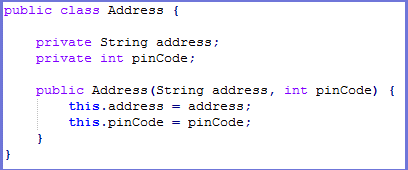 public class Address {
private String address;
private int pinCode;
public Address(String address, int pinCode) {
this.address = address;
this.pinCode = pinCode;
}
}